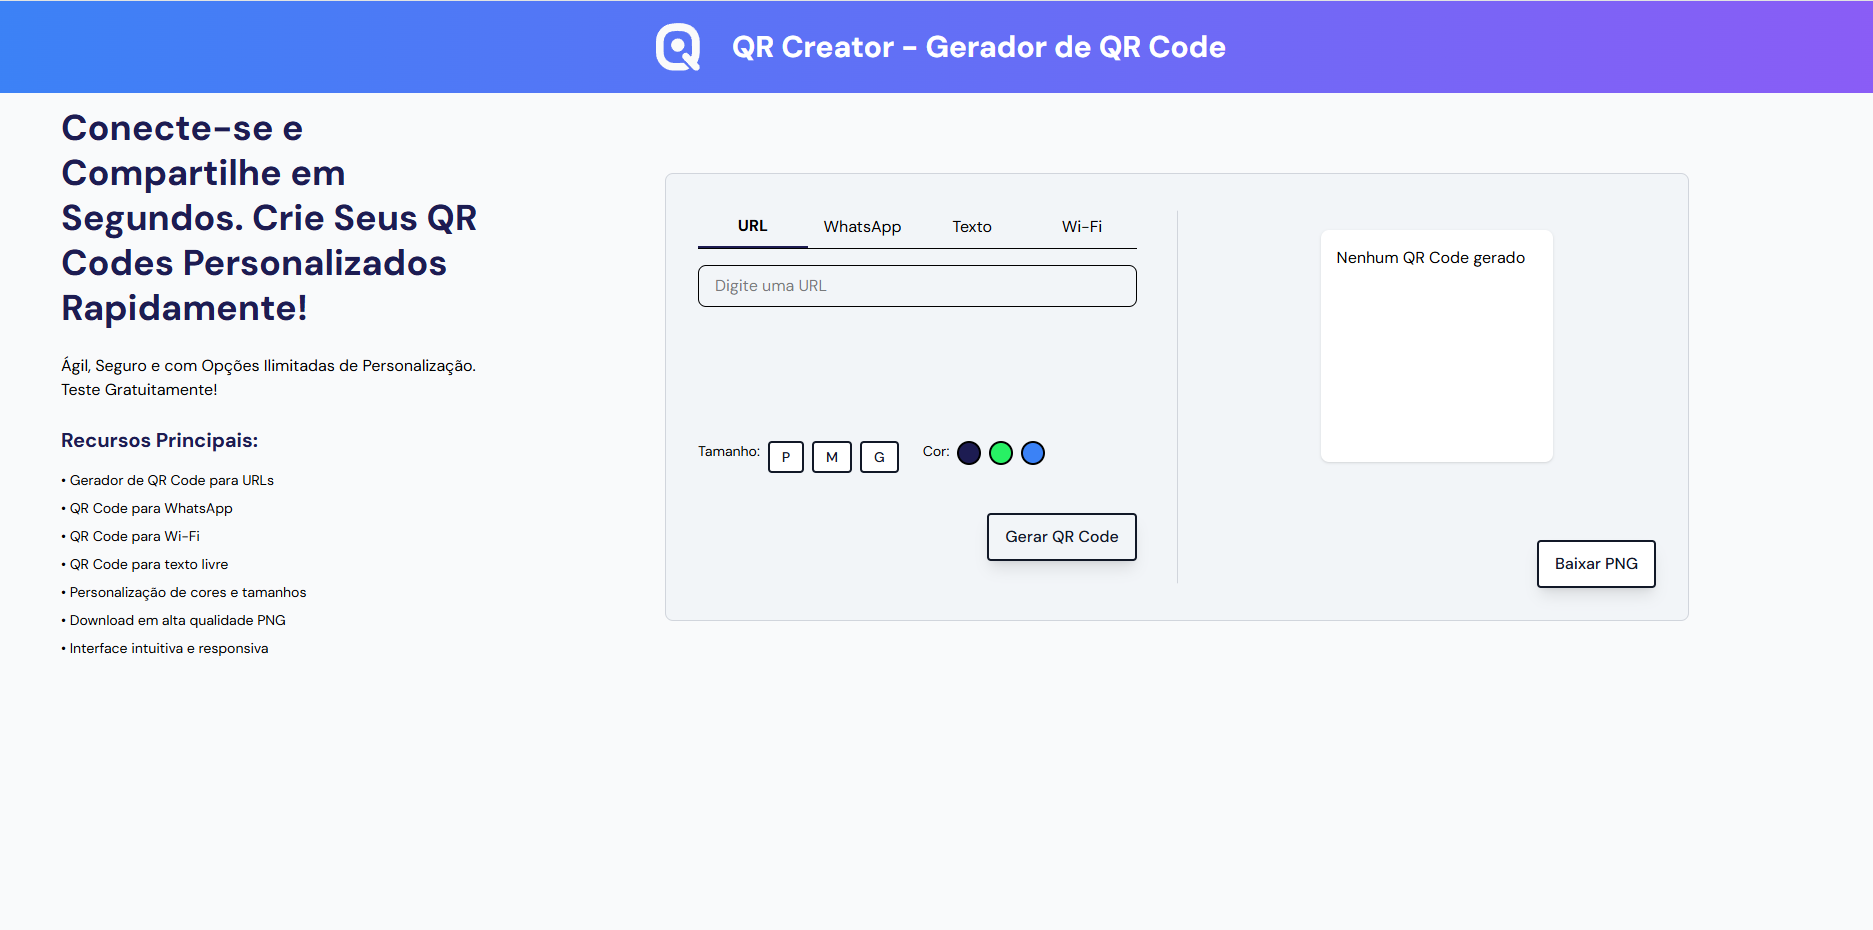 QR Creator - Gerador de QR Code
Conecte-se e
Compartilhe em
Segundos. Crie Seus QR
Codes Personalizados
Rapidamente!
Ágil, Seguro e com Opções Ilimitadas de Personalização.
Teste Gratuitamente!
Recursos Principais:
• Gerador de QR Code para URLs
• QR Code para WhatsApp
• QR Code para Wi-Fi
• QR Code para texto livre
• Personalização de cores e tamanhos
• Download em alta qualidade PNG
• Interface intuitiva e responsiva
URL WhatsApp Texto Wi-Fi
Digite uma URL
Tamanho: P M G Cor:
Gerar QR Code
Nenhum QR Code gerado
Baixar PNG